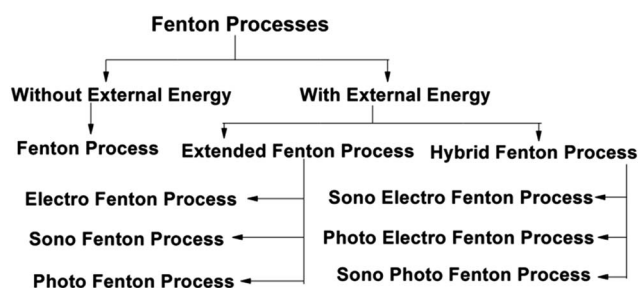 Fenton Processes
Without External Energy
With External Energy
Fenton Process
Extended Fenton Process
Hybrid Fenton Process
Electro Fenton Process
Sono Electro Fenton Process
Sono Fenton Process
Photo Electro Fenton Process
Photo Fenton Process
Sono Photo Fenton Process